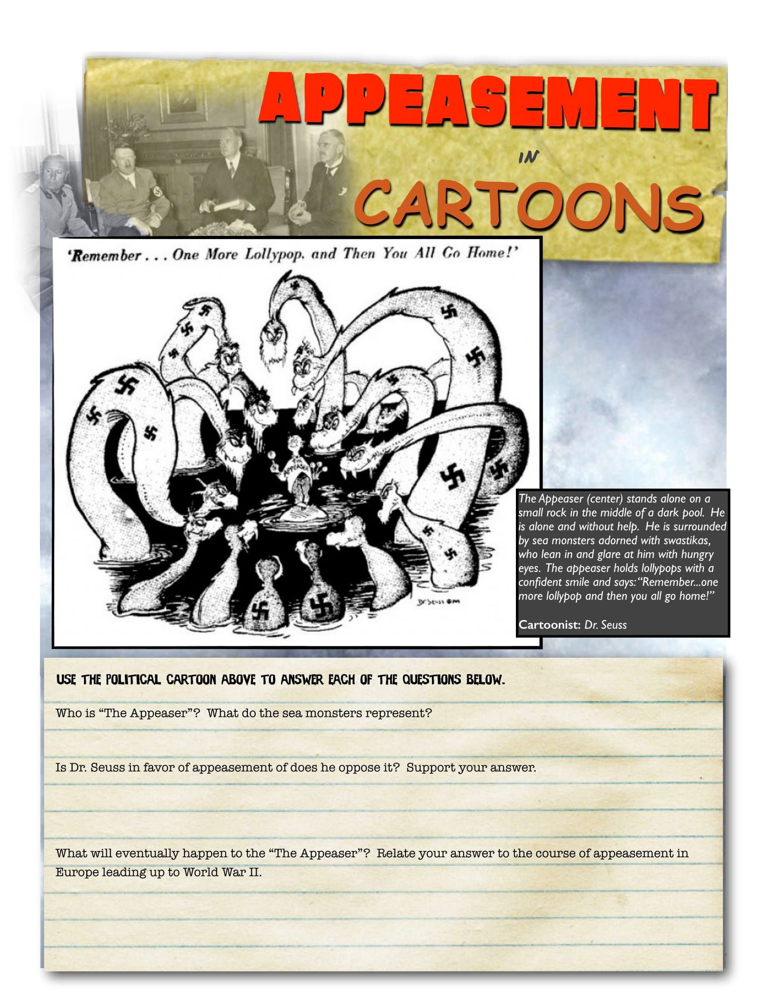 APPEASEMENT
IN
CARTOONS
‘Remember . . . One More Lollypop. and Then You All Go Home!’
THE
APPEASER
Dr. Seuss
The Appeaser (center) stands alone on a
small rock in the middle of a dark pool.  He
is alone and without help.  He is surrounded
by sea monsters adorned with swastikas,
who lean in and glare at him with hungry
eyes.  The appeaser holds lollypops with a
confident smile and says: “Remember...one
more lollypop and then you all go home!”
Cartoonist: Dr. Seuss
USE THE POLITICAL CARTOON ABOVE TO ANSWER EACH OF THE QUESTIONS BELOW.
Who is “The Appeaser”?  What do the sea monsters represent?
Is Dr. Seuss in favor of appeasement of does he oppose it?  Support your answer.
What will eventually happen to the “The Appeaser”?  Relate your answer to the course of appeasement in
Europe leading up to World War II.